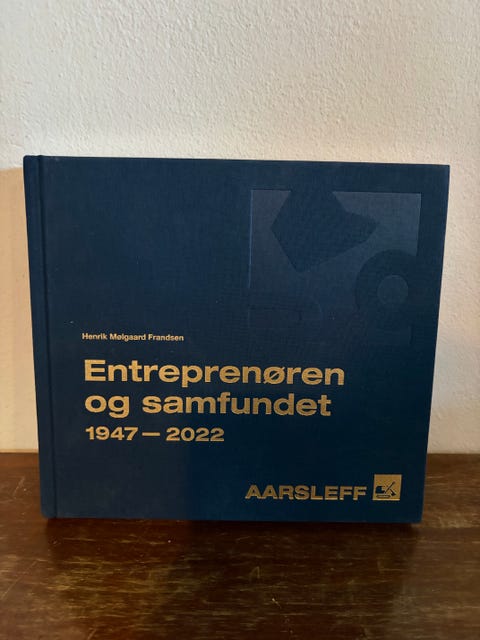 Henrik Mølgaard Frandsen
Entreprenøren
og samfundet
1947 — 2022
AARSLEFF